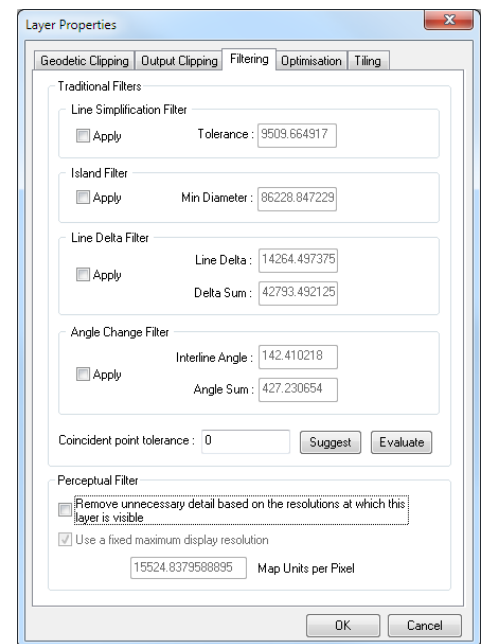 Layer Properties
Geodetic Clipping Output Clipping Filtering Optimisation Tiling
Traditional Filters
Line Simplification Filter
Apply Tolerance : 9509.664917
Island Filter
Apply Min Diameter : 86228.847229
Line Delta Filter
Line Delta : 14264.497375
Apply
Delta Sum : 42793.492125
Angle Change Filter
Interline Angle : 142.410218
Apply
Angle Sum : 427.230654
Coincident point tolerance : 0 Suggest Evaluate
Perceptual Filter
Remove unnecessary detail based on the resolutions at which this
layer is visible
Use a fixed maximum display resolution
15524.8379588895 Map Units per Pixel
OK Cancel